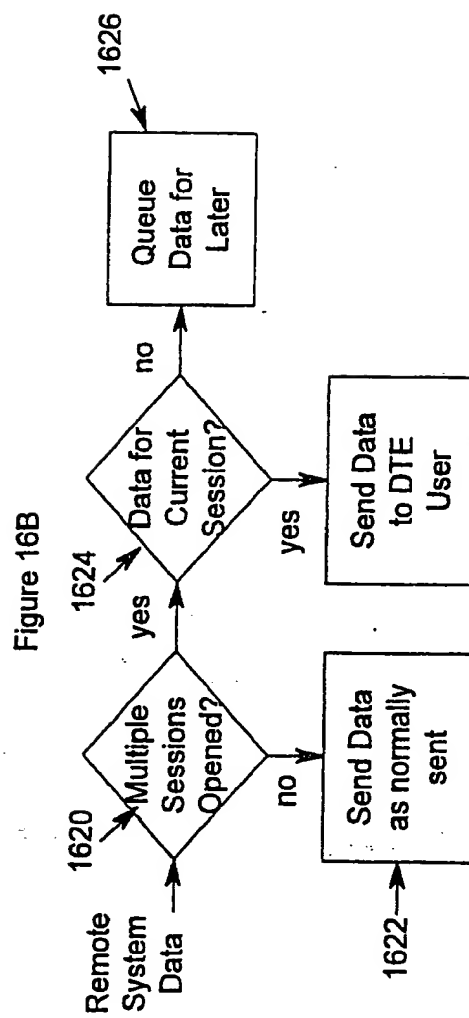 Figure 16B
Remote
System
Data
1620
Multiple
Sessions
Opened?
yes
no
1622
Send Data
as normally
sent
1624
Data for
Current
Session?
no
yes
Send Data
to DTE
User
1626
Queue
Data for
Later